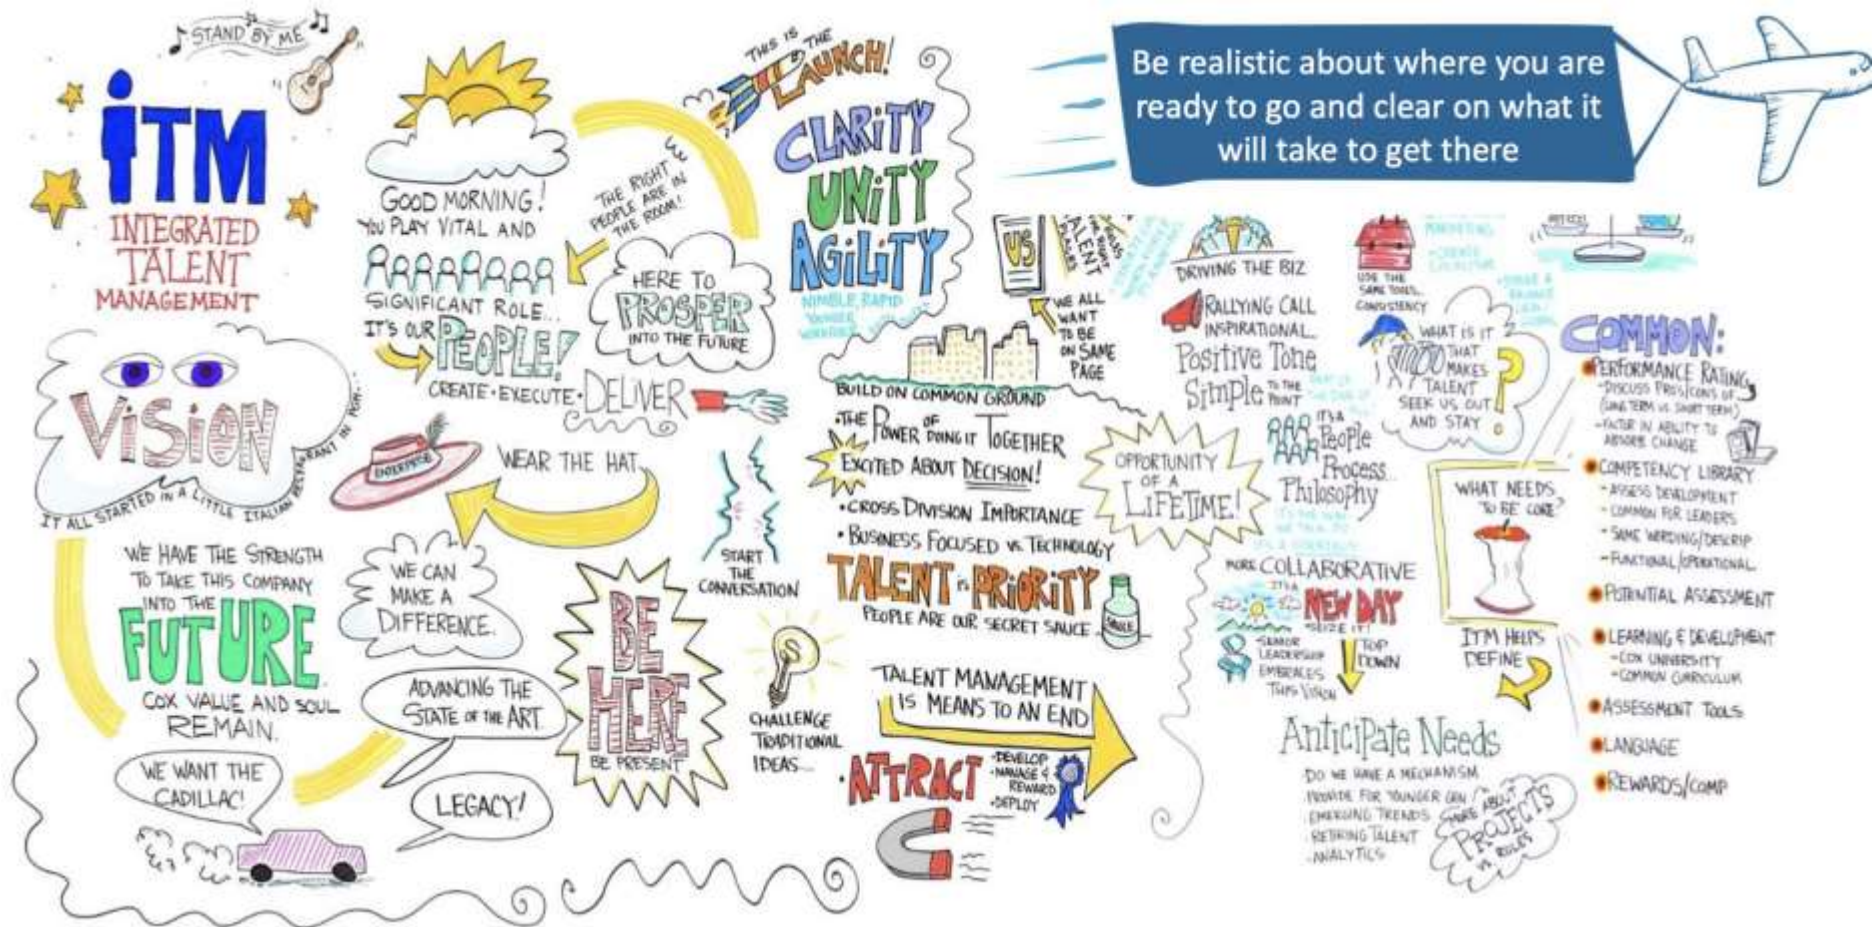 STAND BY ME
iTM
INTEGRATED
TALENT
MANAGEMENT
ViSiON
IT ALL STARTED IN A LITTLE ITALIAN RESTAURANT IN
WE HAVE THE STRENGTH
TO TAKE THIS COMPANY
INTO THE
FUTURE
COX VALUE AND SOUL
REMAIN.
WE WANT THE
CADILLAC!
GOOD MORNING!
YOU PLAY VITAL AND
SIGNIFICANT ROLE...
IT'S OUR
PEOPLE!
CREATE • EXECUTE • DELIVER
THE RIGHT
PEOPLE ARE IN
THE ROOM!
HERE TO
PROSPER
INTO THE FUTURE
ENTERPRISE
WEAR THE HAT
WE CAN
MAKE A
DIFFERENCE.
ADVANCING THE
STATE OF THE ART
LEGACY!
BE
HERE
BE PRESENT
START
THE
CONVERSATION
CHALLENGE
TRADITIONAL
IDEAS...
THIS IS THE
LAUNCH!
CLARiTY
UNiTY
AGiLiTY
NIMBLE, RAPID
BUILD ON COMMON GROUND
• THE POWER OF DOING IT TOGETHER
EXCITED ABOUT DECISION!
• CROSS DIVISION IMPORTANCE
• BUSINESS FOCUSED VS. TECHNOLOGY
TALENT IS PRiORiTY
PEOPLE ARE OUR SECRET SAUCE
SAUCE
TALENT MANAGEMENT
IS MEANS TO AN END
• ATTRACT
• DEVELOP
• MANAGE &
REWARD
• DEPLOY
Be realistic about where you are
ready to go and clear on what it
will take to get there
US
TALENT
WE ALL
WANT
TO BE
ON SAME
PAGE
OPPORTUNITY
OF A
LIFETIME!
DRIVING THE BIZ
RALLYING CALL
INSPIRATIONAL
Positive Tone
Simple TO THE POINT
IT'S A
People
Process...
Philosophy
MORE COLLABORATIVE
IT'S A
NEW DAY
SEIZE IT!
SENIOR
LEADERSHIP
EMBRACES
THIS VISION
TOP
DOWN
Anticipate Needs
• DO WE HAVE A MECHANISM
PROVIDE FOR YOUNGER GEN
• EMERGING TRENDS
• RETIRING TALENT
• ANALYTICS
MORE ABOUT
PROJECTS
VS ROLES
USE THE
SAME TOOLS...
CONSISTENCY
WHAT IS IT
THAT
MAKES
TALENT
SEEK US OUT
AND STAY
?
WHAT NEEDS
TO BE CORE?
ITM HELPS
DEFINE
COMMON:
PERFORMANCE RATING
- DISCUSS PROS/CONS OF
(LONG TERM VS. SHORT TERM)
- FACTOR IN ABILITY TO
ABSORB CHANGE
COMPETENCY LIBRARY
- ASSESS DEVELOPMENT
- COMMON FOR LEADERS
- SAME WORDING/DESCRIP
- FUNCTIONAL/OPERATIONAL
POTENTIAL ASSESSMENT
LEARNING & DEVELOPMENT
- COX UNIVERSITY
- COMMON CURRICULUM
ASSESSMENT TOOLS
LANGUAGE
REWARDS/COMP